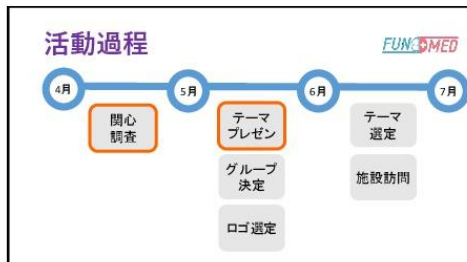 活動過程
FUN MED
4月
5月
6月
7月
関心
調査
テーマ
プレゼン
グループ
決定
ロゴ選定
テーマ
選定
施設訪問